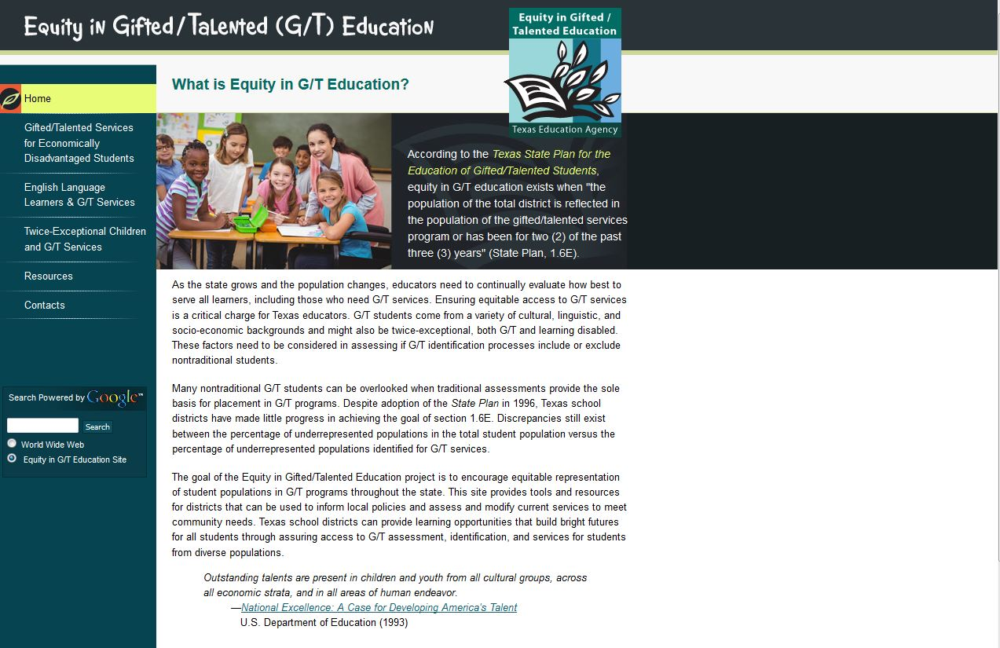 Equity in Gifted/Talented (G/T) Education
Equity in Gifted /
Talented Education
Texas Education Agency
Home
Gifted/Talented Services
for Economically
Disadvantaged Students
English Language
Learners & G/T Services
Twice-Exceptional Children
and G/T Services
Resources
Contacts
Search Powered by Google™
Search
World Wide Web
Equity in G/T Education Site
What is Equity in G/T Education?
According to the Texas State Plan for the
Education of Gifted/Talented Students,
equity in G/T education exists when "the
population of the total district is reflected in
the population of the gifted/talented services
program or has been for two (2) of the past
three (3) years" (State Plan, 1.6E).
As the state grows and the population changes, educators need to continually evaluate how best to
serve all learners, including those who need G/T services. Ensuring equitable access to G/T services
is a critical charge for Texas educators. G/T students come from a variety of cultural, linguistic, and
socio-economic backgrounds and might also be twice-exceptional, both G/T and learning disabled.
These factors need to be considered in assessing if G/T identification processes include or exclude
nontraditional students.
Many nontraditional G/T students can be overlooked when traditional assessments provide the sole
basis for placement in G/T programs. Despite adoption of the State Plan in 1996, Texas school
districts have made little progress in achieving the goal of section 1.6E. Discrepancies still exist
between the percentage of underrepresented populations in the total student population versus the
percentage of underrepresented populations identified for G/T services.
The goal of the Equity in Gifted/Talented Education project is to encourage equitable representation
of student populations in G/T programs throughout the state. This site provides tools and resources
for districts that can be used to inform local policies and assess and modify current services to meet
community needs. Texas school districts can provide learning opportunities that build bright futures
for all students through assuring access to G/T assessment, identification, and services for students
from diverse populations.
Outstanding talents are present in children and youth from all cultural groups, across
all economic strata, and in all areas of human endeavor.
—National Excellence: A Case for Developing America's Talent
U.S. Department of Education (1993)